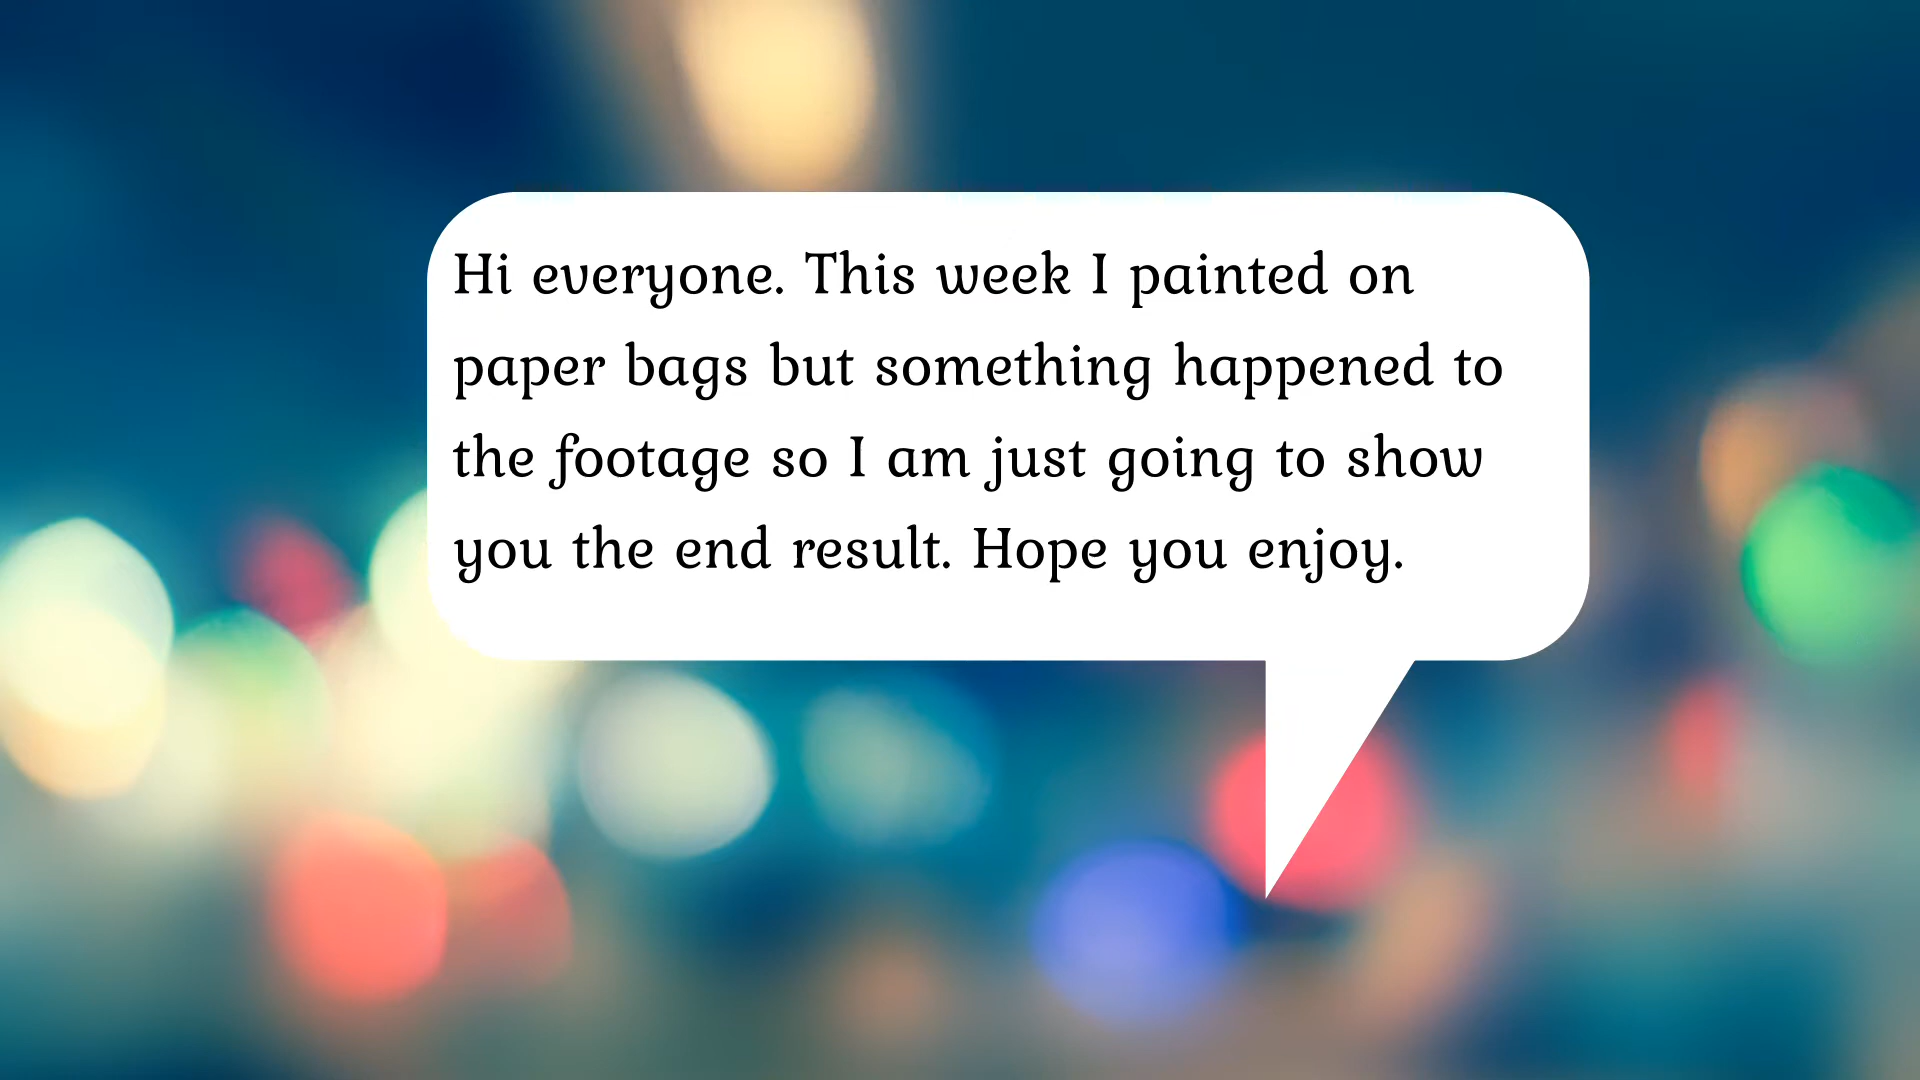 Hi everyone. This week I painted on
paper bags but something happened to
the footage so I am just going to show
you the end result. Hope you enjoy.